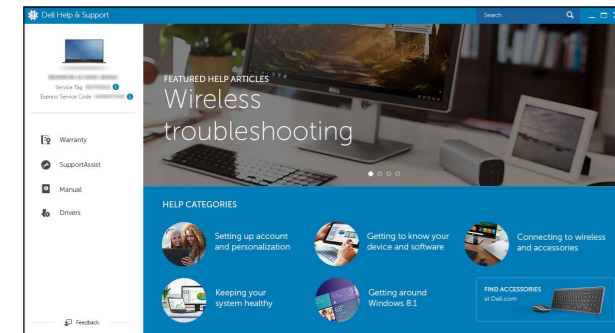 Dell Help & Support
Search
Service Tag
Express Service Code
Warranty
SupportAssist
Manual
Drivers
Feedback
FEATURED HELP ARTICLES
Wireless
troubleshooting
HELP CATEGORIES
Setting up account
and personalization
Getting to know your
device and software
Connecting to wireless
and accessories
Keeping your
system healthy
Getting around
Windows 8.1
FIND ACCESSORIES
at Dell.com